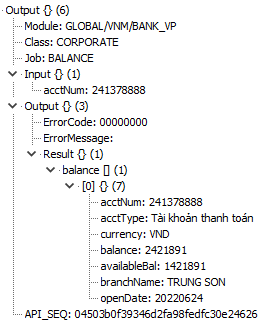 Output {} (6)
Module: GLOBAL/VNM/BANK_VP
Class: CORPORATE
Job: BALANCE
Input {} (1)
acctNum: 241378888
Output {} (3)
ErrorCode: 00000000
ErrorMessage:
Result {} (1)
balance [] (1)
[0] {} (7)
acctNum: 241378888
acctType: Tài khoản thanh toán
currency: VND
balance: 2421891
availableBal: 1421891
branchName: TRUNG SON
openDate: 20220624
API_SEQ: 04503b0f39346d2fa98fedfc30e24626